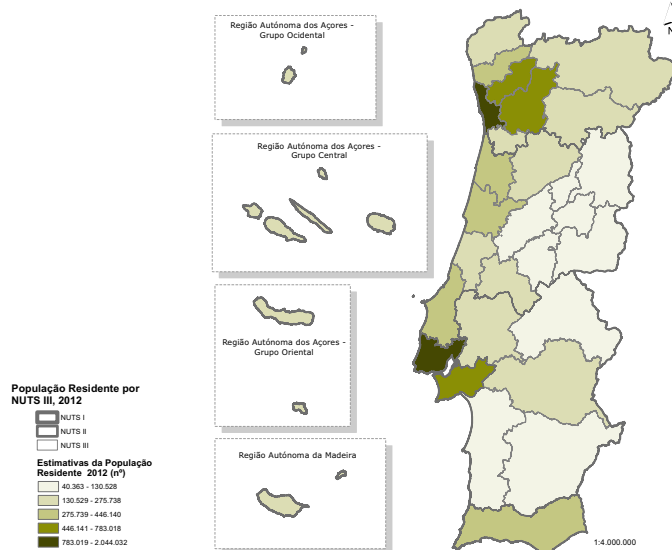 Região Autónoma dos Açores -
Grupo Ocidental
N
Região Autónoma dos Açores -
Grupo Central
Região Autónoma dos Açores -
Grupo Oriental
Região Autónoma da Madeira
População Residente por
NUTS III, 2012
NUTS I
NUTS II
NUTS III
Estimativas da População
Residente 2012 (nº)
40.363 - 130.528
130.529 - 275.738
275.739 - 446.140
446.141 - 783.018
783.019 - 2.044.032
1:4.000.000